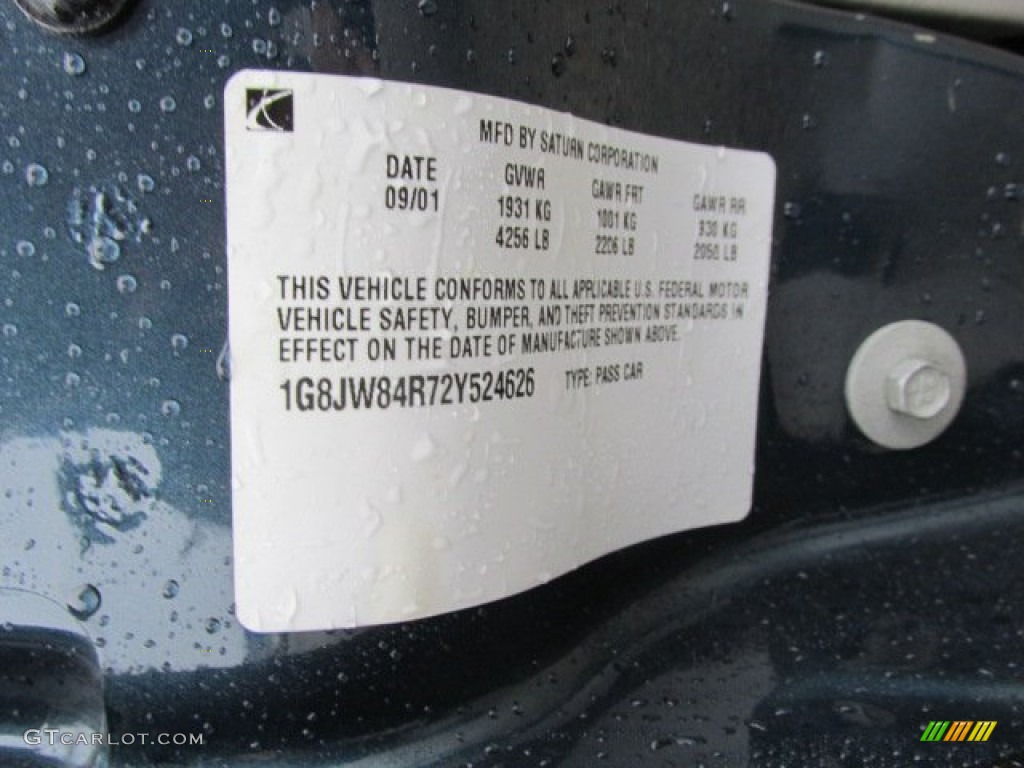 MFD BY SATURN CORPORATION
DATE GVWR GAWR FRT GAWR RR
09/01 1931 KG 1001 KG 930 KG
4256 LB 2206 LB 2050 LB
THIS VEHICLE CONFORMS TO ALL APPLICABLE U.S. FEDERAL MOTOR
VEHICLE SAFETY, BUMPER, AND THEFT PREVENTION STANDARDS IN
EFFECT ON THE DATE OF MANUFACTURE SHOWN ABOVE.
1G8JW84R72Y524626 TYPE: PASS CAR
GTCARLOT.COM